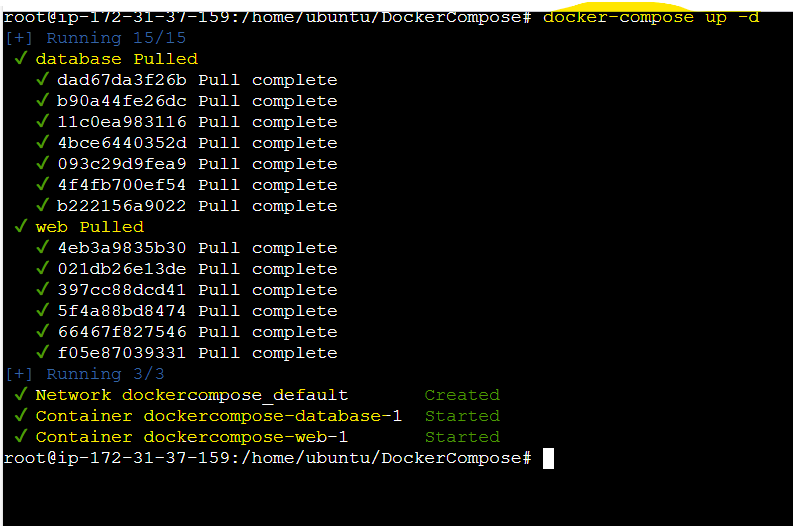 root@ip-172-31-37-159:/home/ubuntu/DockerCompose# docker-compose up -d
[+] Running 15/15
✓ database Pulled
✓ dad67da3f26b Pull complete
✓ b90a44fe26dc Pull complete
✓ 11c0ea983116 Pull complete
✓ 4bce6440352d Pull complete
✓ 093c29d9fea9 Pull complete
✓ 4f4fb700ef54 Pull complete
✓ b222156a9022 Pull complete
✓ web Pulled
✓ 4eb3a9835b30 Pull complete
✓ 021db26e13de Pull complete
✓ 397cc88dcd41 Pull complete
✓ 5f4a88bd8474 Pull complete
✓ 66467f827546 Pull complete
✓ f05e87039331 Pull complete
[+] Running 3/3
✓ Network dockercompose_default Created
✓ Container dockercompose-database-1 Started
✓ Container dockercompose-web-1 Started
root@ip-172-31-37-159:/home/ubuntu/DockerCompose#